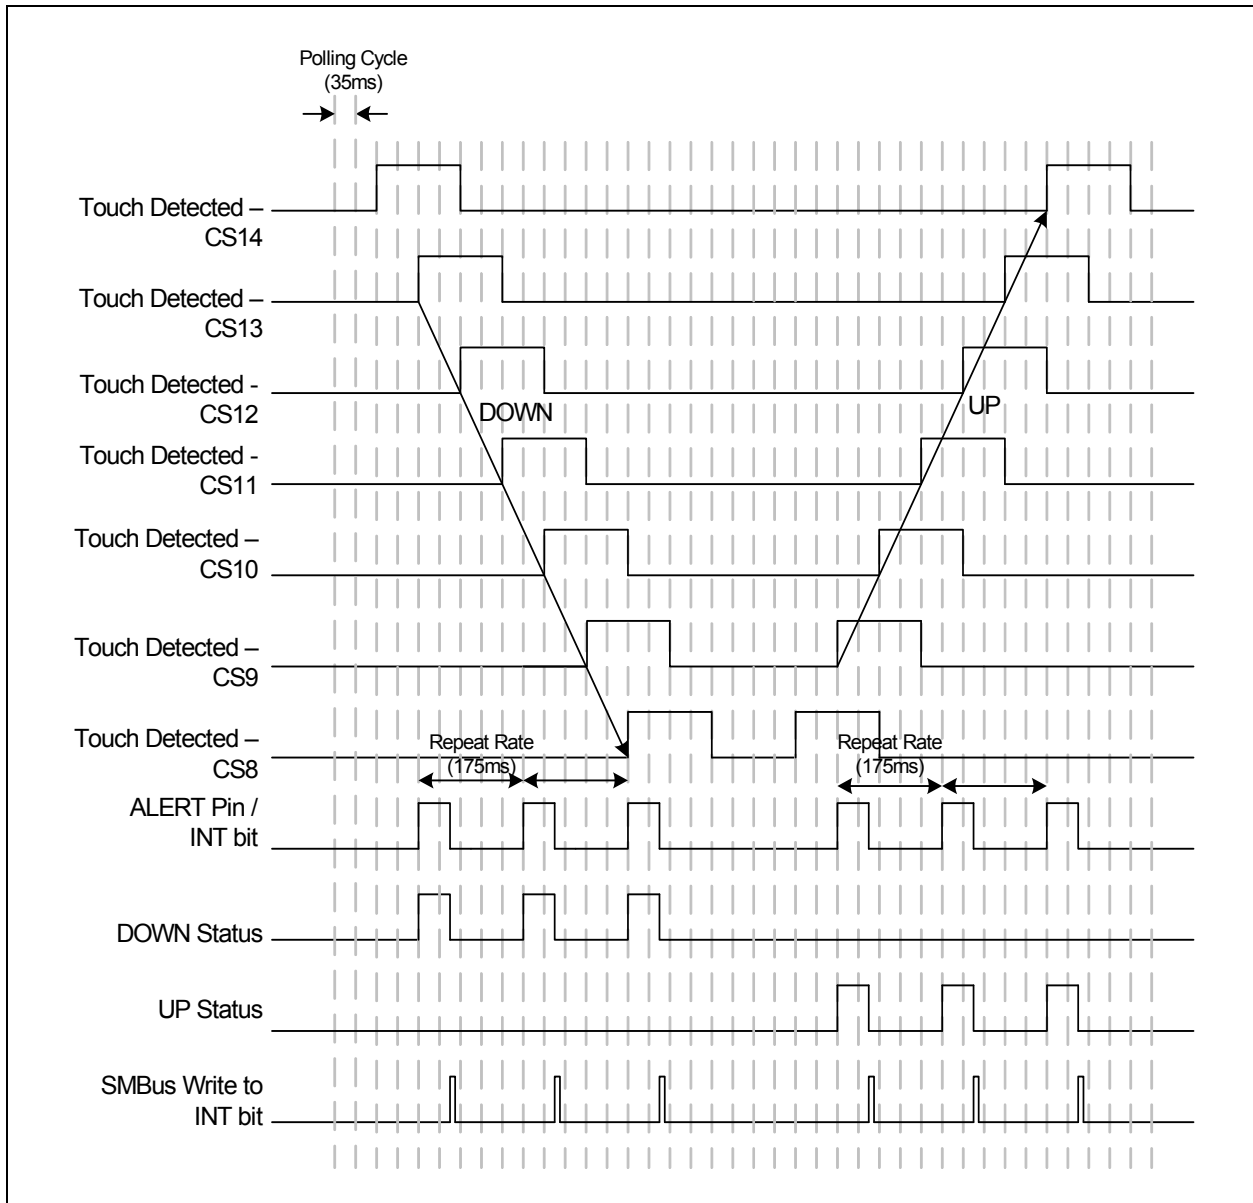 Polling Cycle
(35ms)
Touch Detected –
CS14
Touch Detected –
CS13
Touch Detected -
CS12
DOWN
UP
Touch Detected -
CS11
Touch Detected –
CS10
Touch Detected –
CS9
Touch Detected –
CS8
Repeat Rate
(175ms)
Repeat Rate
(175ms)
ALERT Pin /
INT bit
DOWN Status
UP Status
SMBus Write to
INT bit